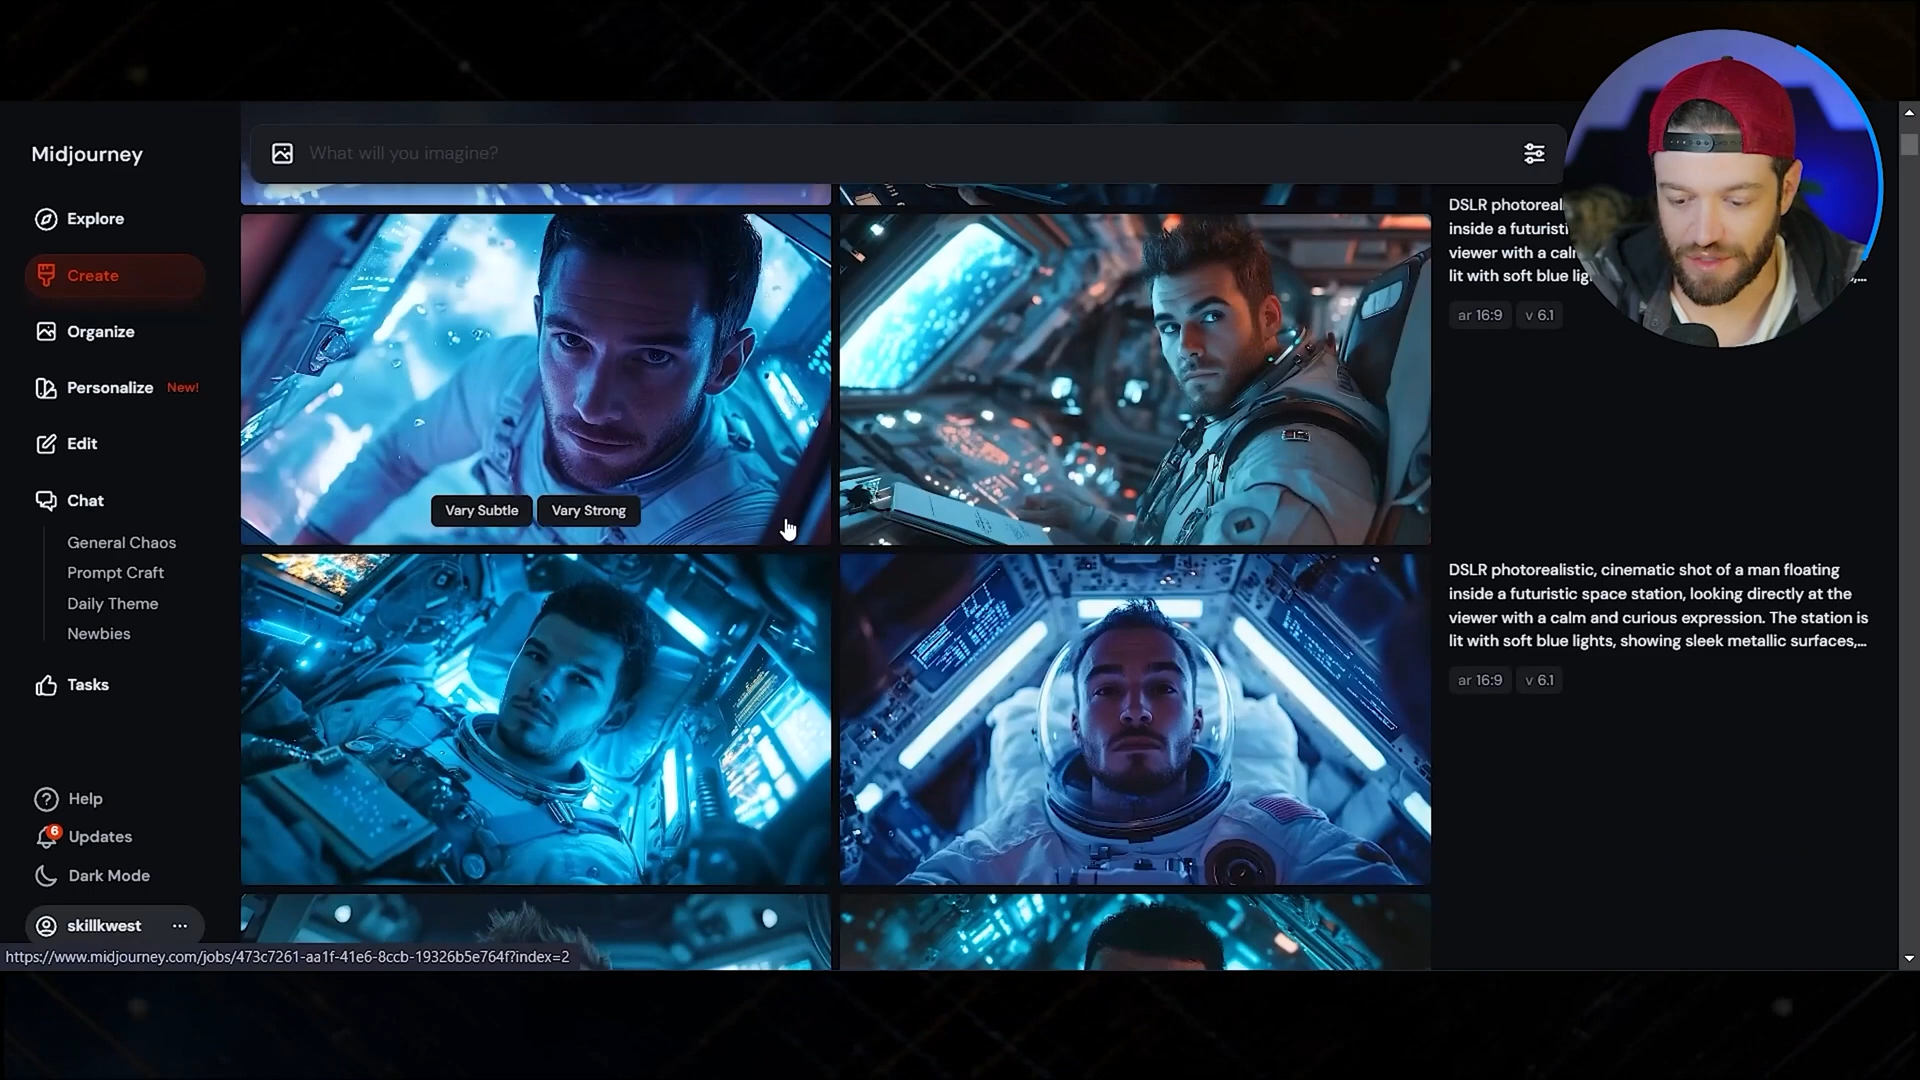 Midjourney
What will you imagine?
Explore
Create
Organize
Personalize New!
Edit
Chat
General Chaos
Prompt Craft
Daily Theme
Newbies
Tasks
Help
6
Updates
Dark Mode
skillkwest ...
https://www.midjourney.com/jobs/473c7261-aa1f-41e6-8ccb-19326b5e764f?index=2
Vary Subtle Vary Strong
DSLR photoreal
inside a futuristi
viewer with a calr
lit with soft blue lig ...
ar 16:9 v 6.1
DSLR photorealistic, cinematic shot of a man floating
inside a futuristic space station, looking directly at the
viewer with a calm and curious expression. The station is
lit with soft blue lights, showing sleek metallic surfaces,...
ar 16:9 v 6.1